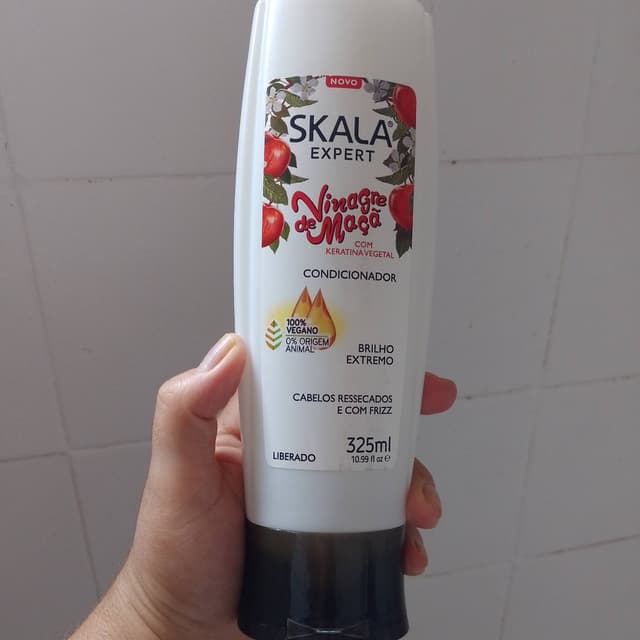 NOVO
SKALA®
EXPERT
Vinagre
de Maçã
COM
KERATINA VEGETAL
CONDICIONADOR
100%
VEGANO
0% ORIGEM
ANIMAL
BRILHO
EXTREMO
CABELOS RESSECADOS
E COM FRIZZ
LIBERADO
325ml
10.99 fl oz ℮